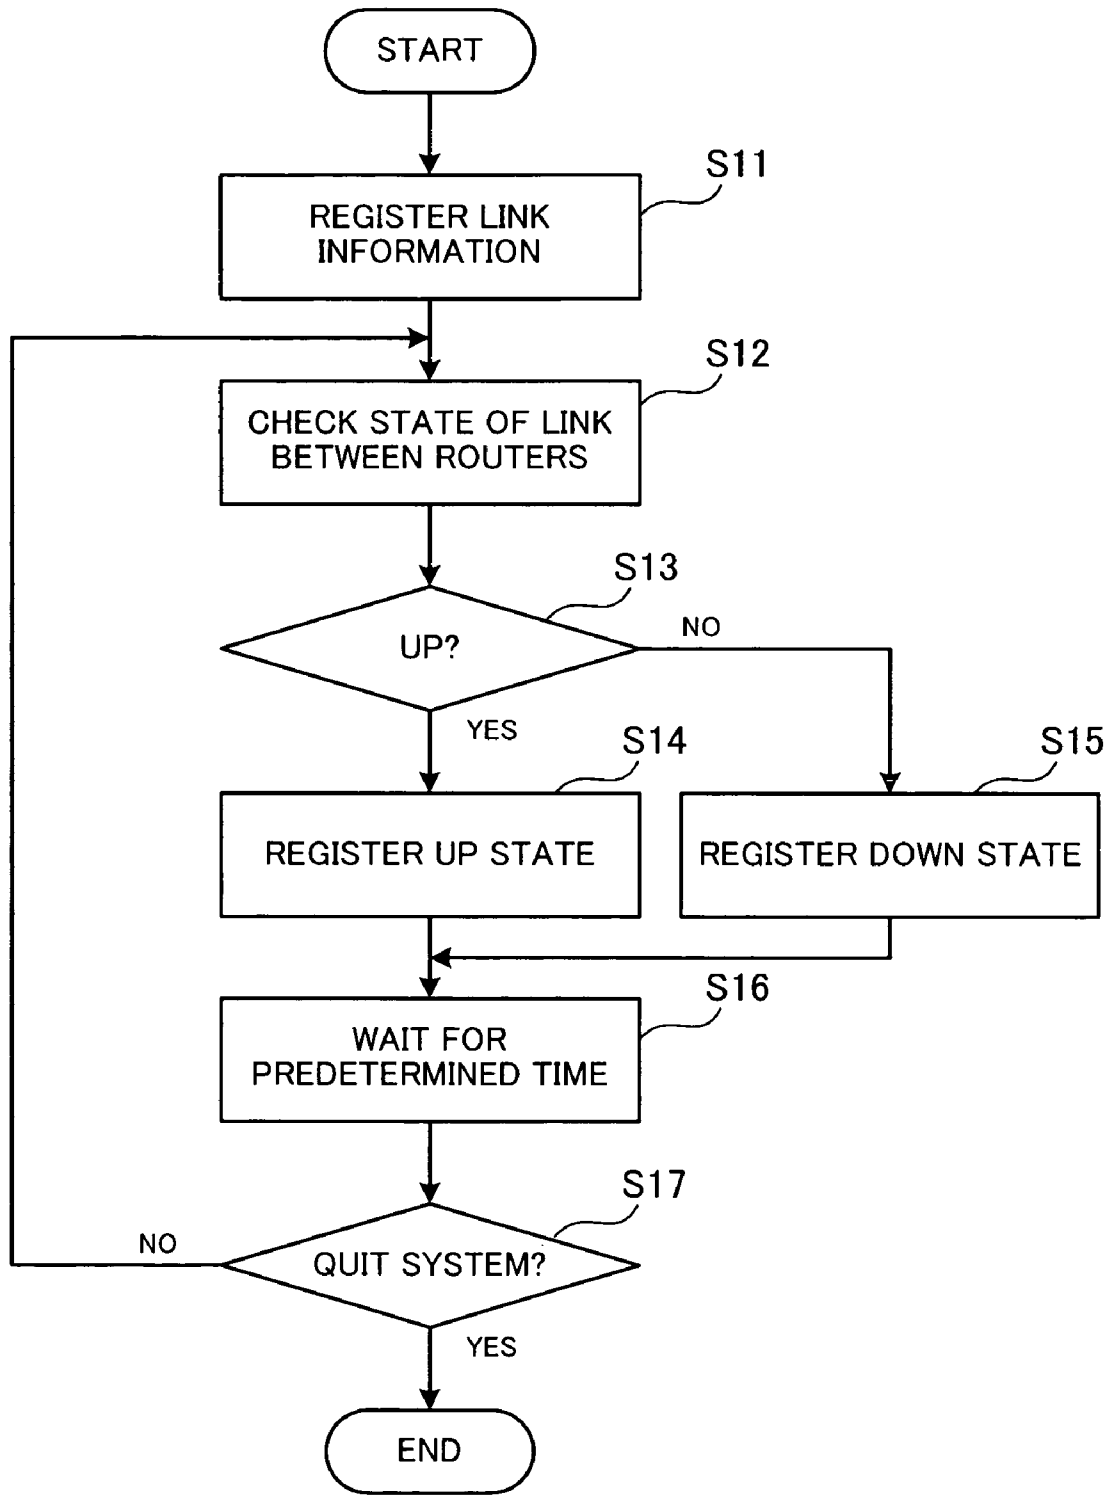 START
S11
REGISTER LINK
INFORMATION
S12
CHECK STATE OF LINK
BETWEEN ROUTERS
S13
UP?
NO
YES
S14
S15
REGISTER UP STATE
REGISTER DOWN STATE
S16
WAIT FOR
PREDETERMINED TIME
S17
NO
QUIT SYSTEM?
YES
END